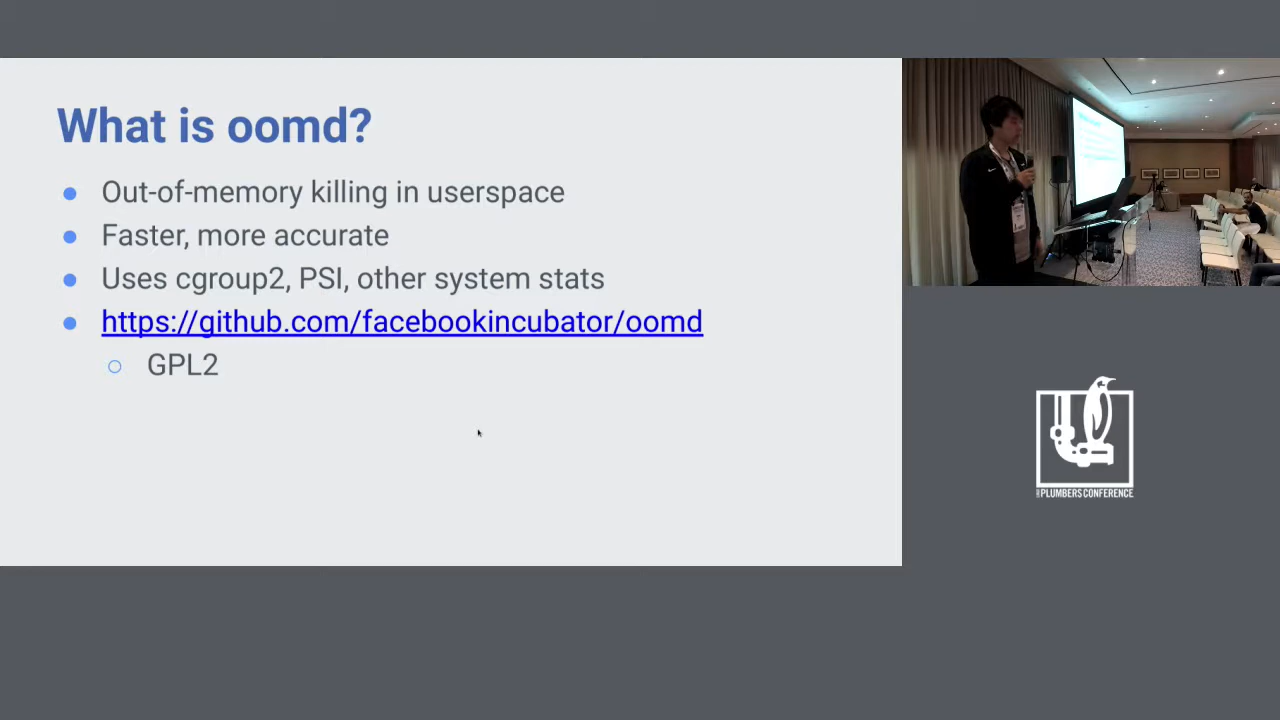 What is oomd?
Out-of-memory killing in userspace
Faster, more accurate
Uses cgroup2, PSI, other system stats
https://github.com/facebookincubator/oomd
GPL2
PLUMBERS CONFERENCE